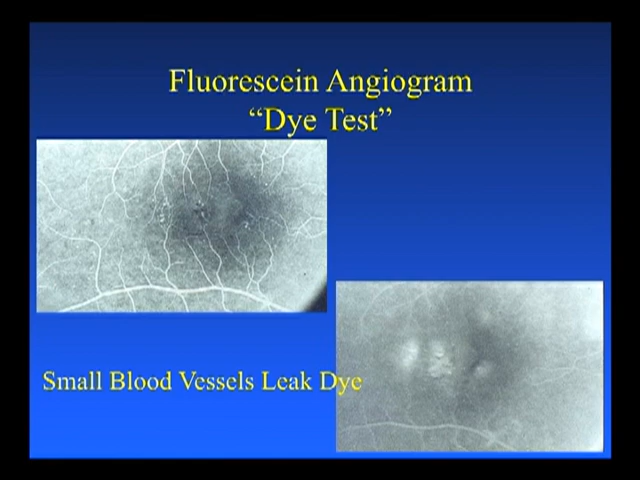 Fluorescein Angiogram
“Dye Test”
Small Blood Vessels Leak Dye